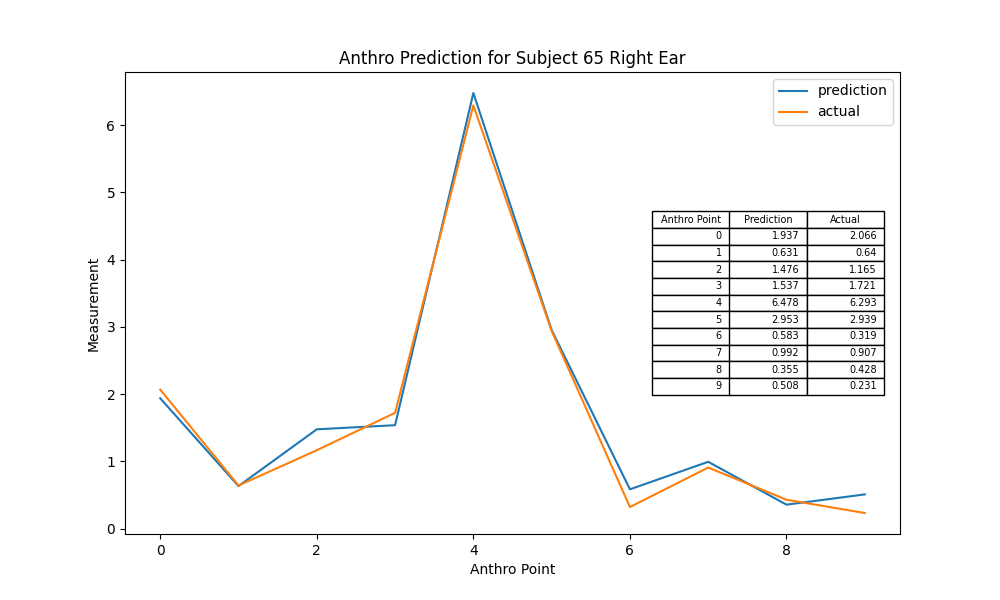 Anthro Prediction for Subject 65 Right Ear
prediction
actual
6
5
4
3
2
1
0
Measurement
Anthro Point Prediction Actual
0 1.937 2.066
1 0.631 0.64
2 1.476 1.165
3 1.537 1.721
4 6.478 6.293
5 2.953 2.939
6 0.583 0.319
7 0.992 0.907
8 0.355 0.428
9 0.508 0.231
0 2 4 6 8
Anthro Point